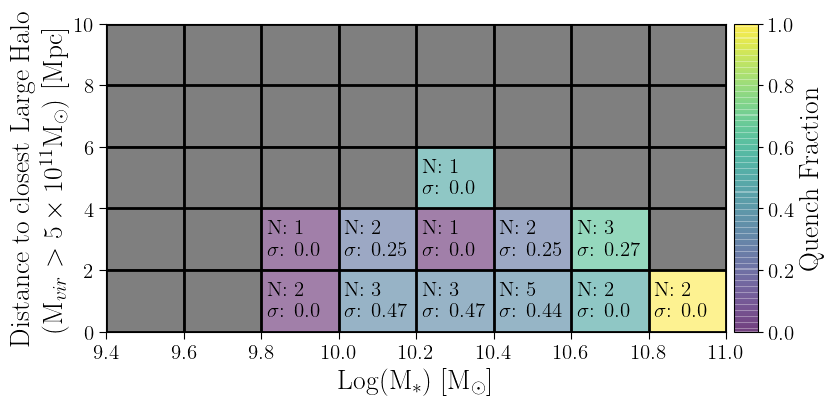 Distance to closest Large Halo
(M_vir > 5 × 10^11 M_⊙) [Mpc]
10
8
6
4
2
0
N: 1
σ: 0.0
N: 1
σ: 0.0
N: 2
σ: 0.25
N: 1
σ: 0.0
N: 2
σ: 0.25
N: 3
σ: 0.27
N: 2
σ: 0.0
N: 3
σ: 0.47
N: 3
σ: 0.47
N: 5
σ: 0.44
N: 2
σ: 0.0
N: 2
σ: 0.0
9.4 9.6 9.8 10.0 10.2 10.4 10.6 10.8 11.0
Log(M_*) [M_⊙]
1.0
0.8
0.6
0.4
0.2
0.0
Quench Fraction